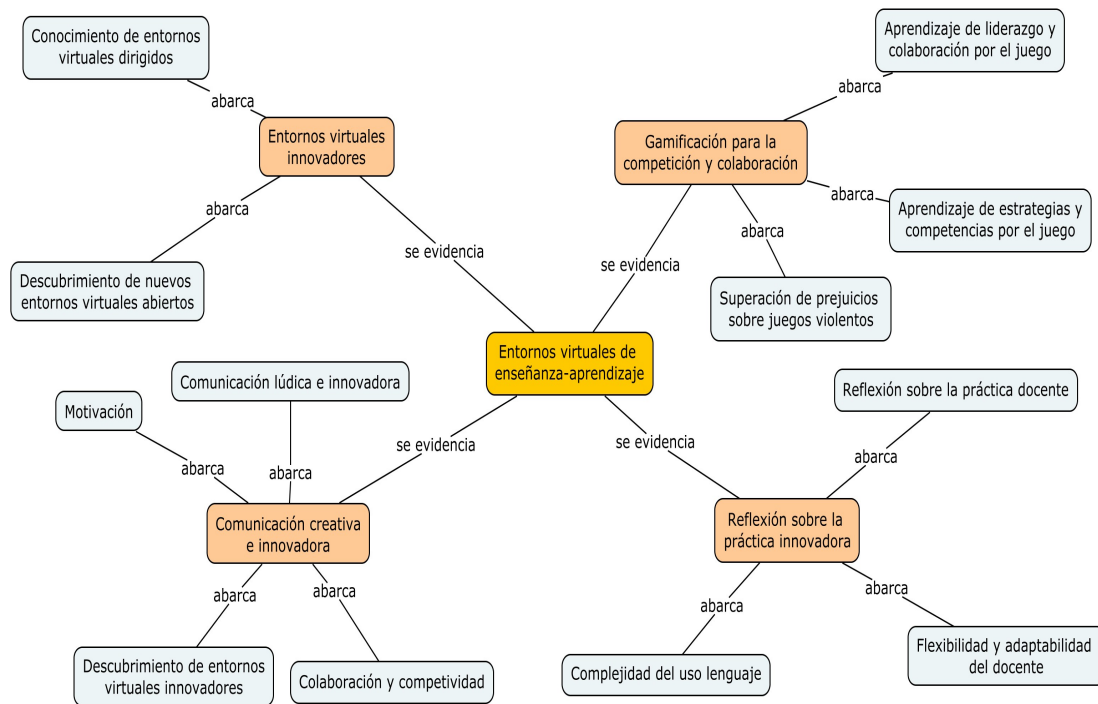 Conocimiento de entornos
virtuales dirigidos
abarca
Entornos virtuales
innovadores
abarca
Descubrimiento de nuevos
entornos virtuales abiertos
se evidencia
Aprendizaje de liderazgo y
colaboración por el juego
abarca
Gamificación para la
competición y colaboración
abarca
Aprendizaje de estrategias y
competencias por el juego
abarca
Superación de prejuicios
sobre juegos violentos
se evidencia
Entornos virtuales de
enseñanza-aprendizaje
se evidencia
Comunicación lúdica e innovadora
Motivación
abarca
abarca
Comunicación creativa
e innovadora
abarca
abarca
Descubrimiento de entornos
virtuales innovadores
Colaboración y competividad
se evidencia
Reflexión sobre la práctica docente
abarca
Reflexión sobre la
práctica innovadora
abarca
abarca
Complejidad del uso lenguaje
Flexibilidad y adaptabilidad
del docente